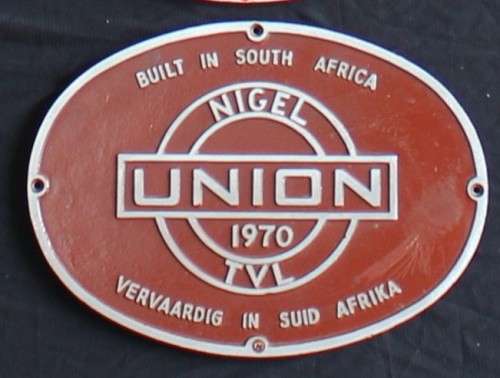 BUILT IN SOUTH AFRICA
NIGEL
UNION
1970
TVL
VERVAARDIG IN SUID AFRIKA